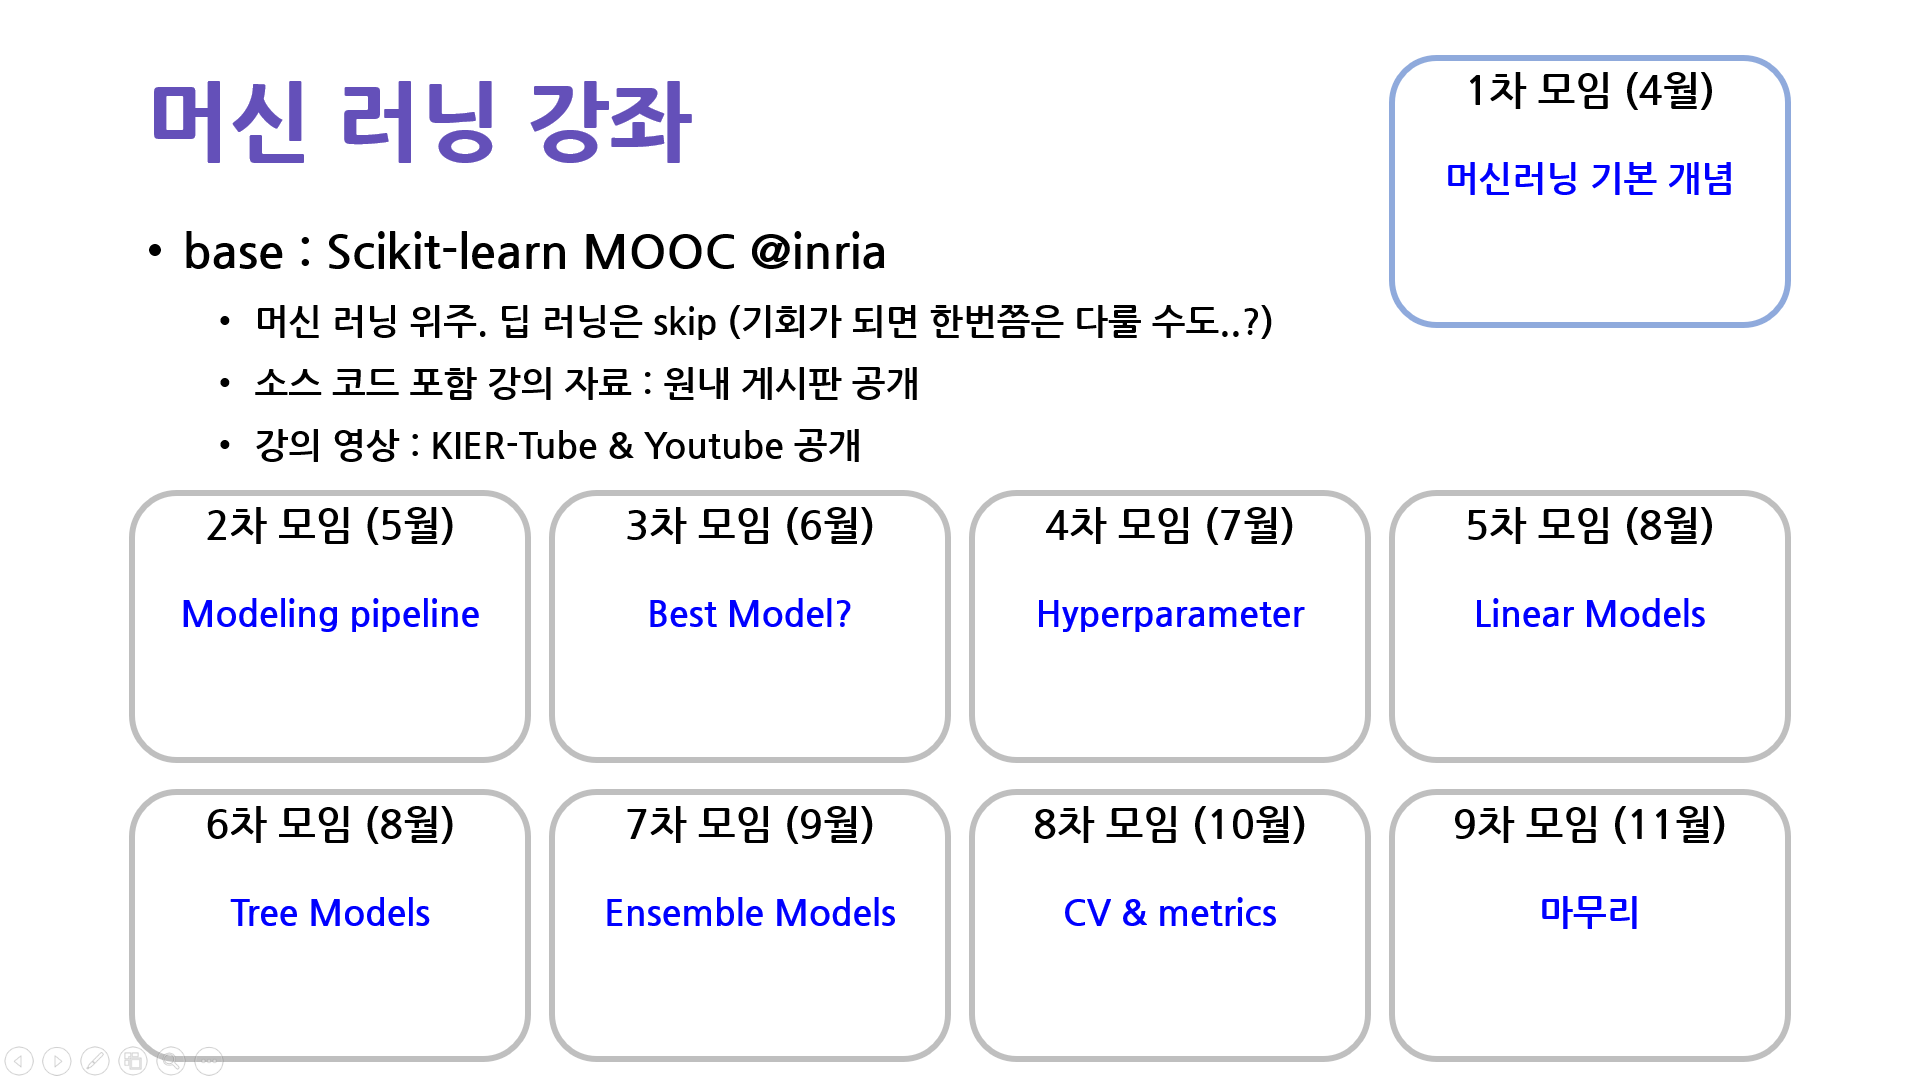 머신 러닝 강좌
1차 모임 (4월)
머신러닝 기본 개념
• base : Scikit-learn MOOC @inria
• 머신 러닝 위주. 딥 러닝은 skip (기회가 되면 한번쯤은 다룰 수도..?)
• 소스 코드 포함 강의 자료 : 원내 게시판 공개
• 강의 영상 : KIER-Tube & Youtube 공개
2차 모임 (5월)
Modeling pipeline
3차 모임 (6월)
Best Model?
4차 모임 (7월)
Hyperparameter
5차 모임 (8월)
Linear Models
6차 모임 (8월)
Tree Models
7차 모임 (9월)
Ensemble Models
8차 모임 (10월)
CV & metrics
9차 모임 (11월)
마무리